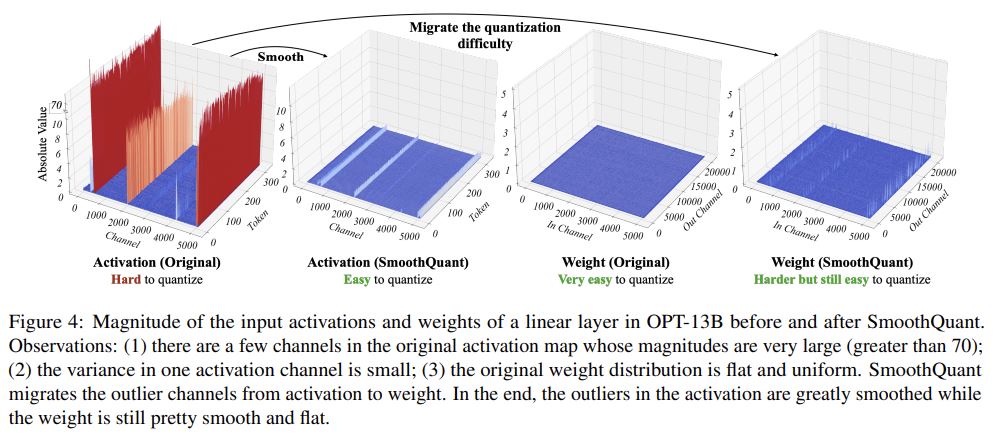 Migrate the quantization
difficulty
Smooth
Absolute Value
70
10
8
6
4
2
0
0
1000
2000
3000
4000
5000
Channel
0
100
200
300
Token
Activation (Original)
Hard to quantize
10
8
6
4
2
0
1000
2000
3000
4000
5000
Channel
0
100
200
300
Token
Activation (SmoothQuant)
Easy to quantize
5
4
3
2
1
0
0
1000
2000
3000
4000
5000
In Channel
0
5000
10000
15000
20000
Out Channel
Weight (Original)
Very easy to quantize
5
4
3
2
1
0
0
1000
2000
3000
4000
5000
In Channel
0
5000
10000
15000
20000
Out Channel
Weight (SmoothQuant)
Harder but still easy to quantize
Figure 4: Magnitude of the input activations and weights of a linear layer in OPT-13B before and after SmoothQuant.
Observations: (1) there are a few channels in the original activation map whose magnitudes are very large (greater than 70);
(2) the variance in one activation channel is small; (3) the original weight distribution is flat and uniform. SmoothQuant
migrates the outlier channels from activation to weight. In the end, the outliers in the activation are greatly smoothed while
the weight is still pretty smooth and flat.